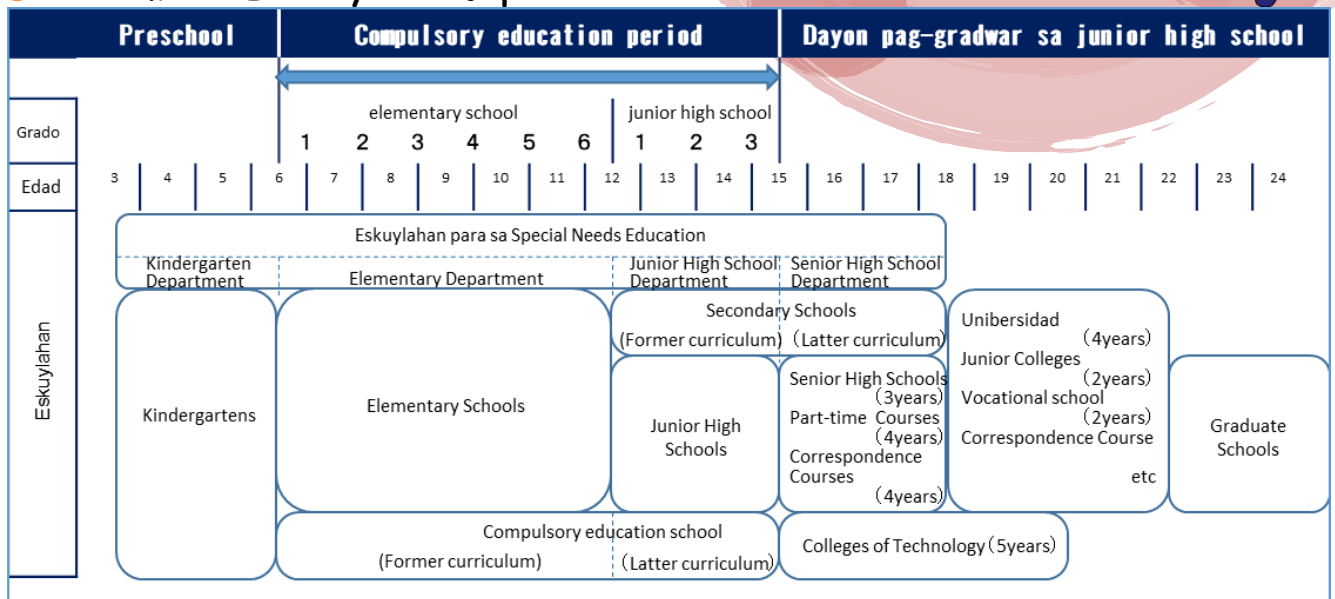 Preschool
Compulsory education period
Dayon pag-gradwar sa junior high school
Grado
elementary school
junior high school
1 2 3 4 5 6 1 2 3
Edad
3 4 5 6 7 8 9 10 11 12 13 14 15 16 17 18 19 20 21 22 23 24
Eskuylahan
Eskuylahan para sa Special Needs Education
Kindergarten
Department
Elementary Department
Junior High School
Department
Senior High School
Department
Kindergartens
Elementary Schools
Secondary Schools
(Former curriculum)
(Latter curriculum)
Junior High
Schools
Senior High Schools
(3years)
Part-time Courses
(4years)
Correspondence
Courses
(4years)
Unibersidad
(4years)
Junior Colleges
(2years)
Vocational school
(2years)
Correspondence Course
etc
Graduate
Schools
Compulsory education school
(Former curriculum)
(Latter curriculum)
Colleges of Technology(5years)